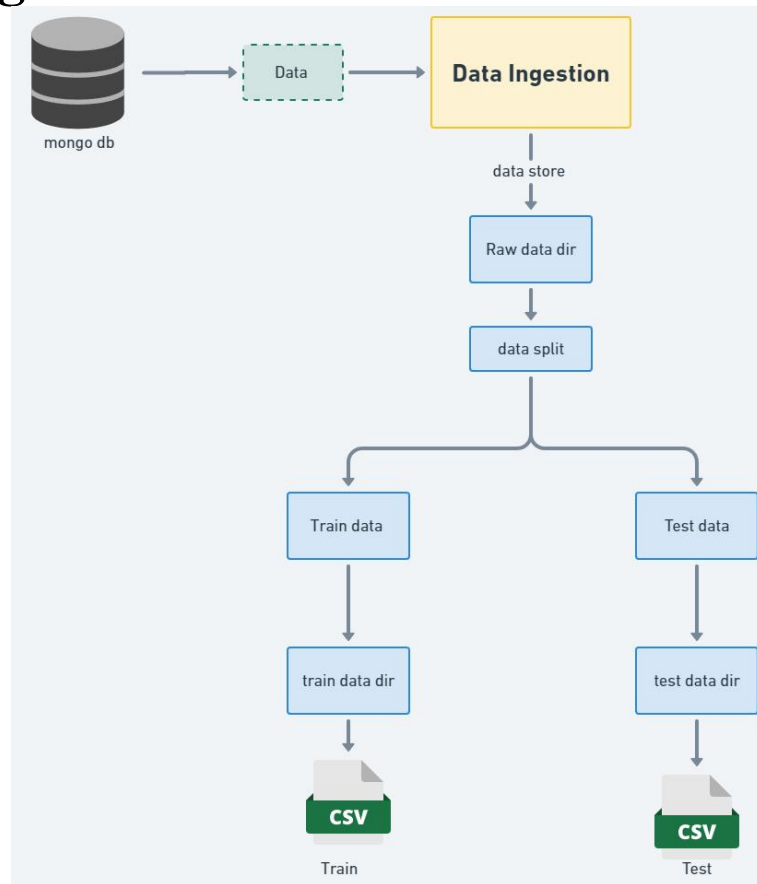 Data
Data Ingestion
mongo db
data store
Raw data dir
data split
Train data
Test data
train data dir
test data dir
CSV
CSV
Train
Test